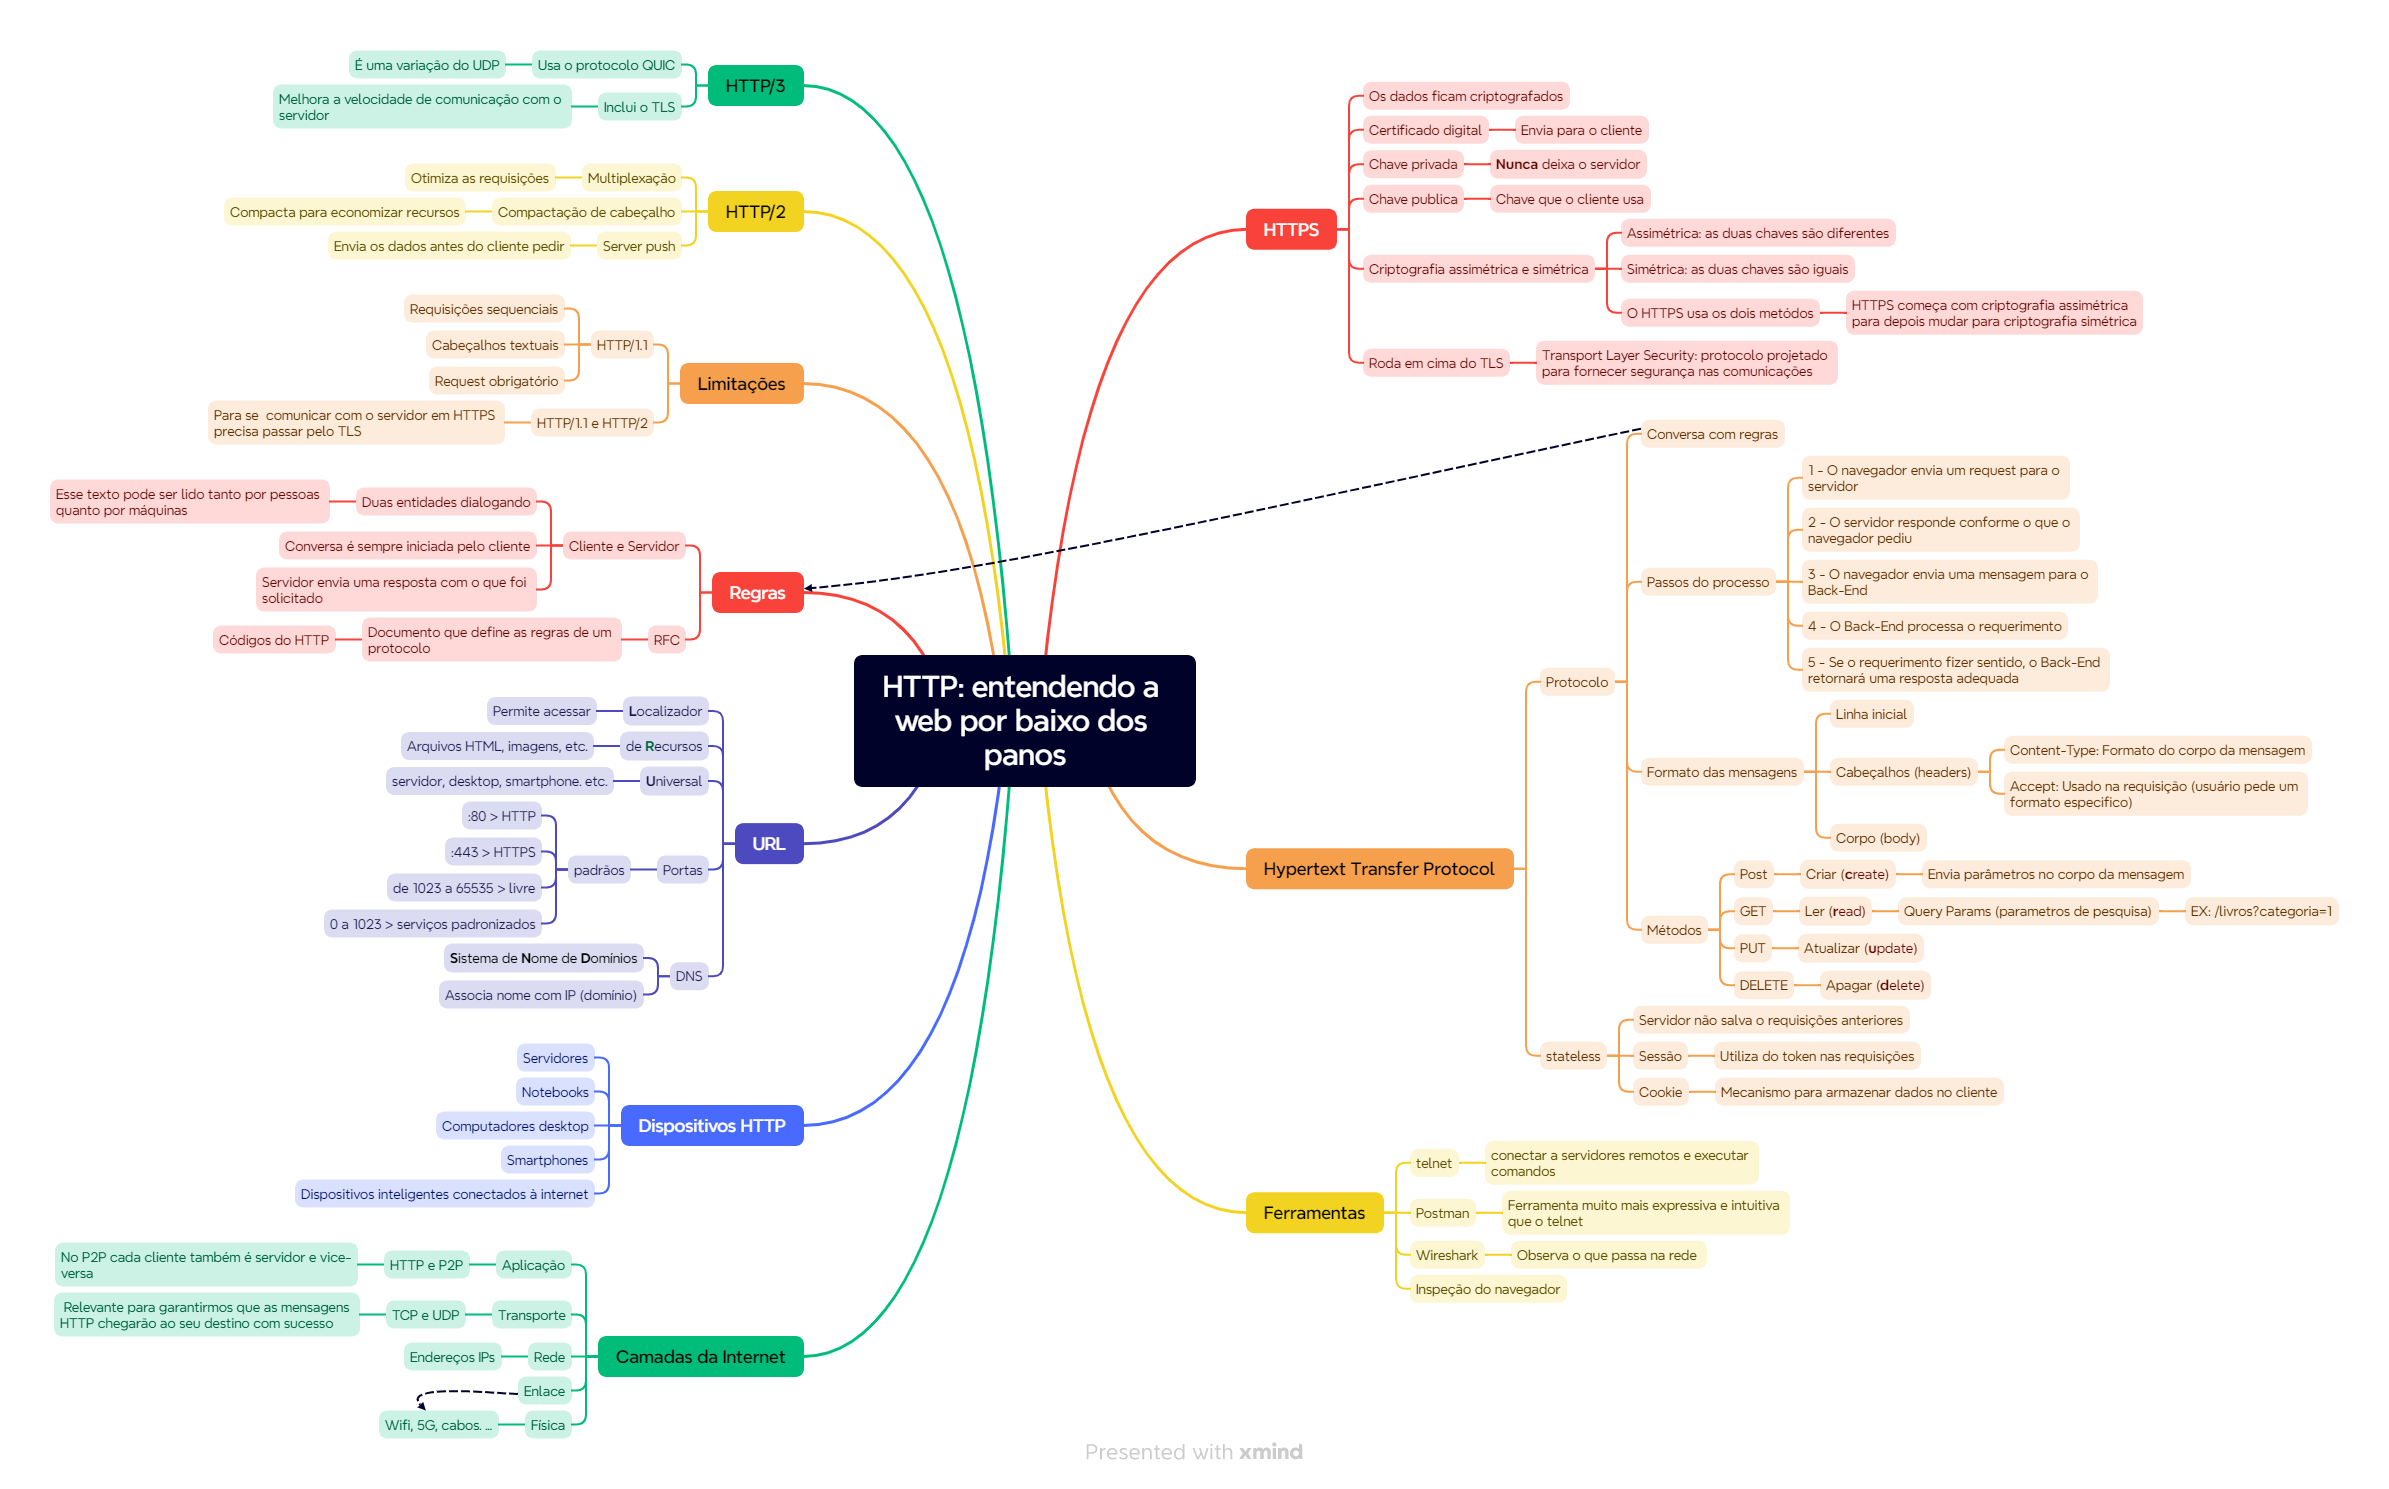 HTTP: entendendo a
web por baixo dos
panos
HTTPS
Os dados ficam criptografados
Certificado digital
Envia para o cliente
Chave privada
Nunca deixa o servidor
Chave publica
Chave que o cliente usa
Criptografia assimétrica e simétrica
Assimétrica: as duas chaves são diferentes
Simétrica: as duas chaves são iguais
O HTTPS usa os dois metódos
HTTPS começa com criptografia assimétrica
para depois mudar para criptografia simétrica
Roda em cima do TLS
Transport Layer Security: protocolo projetado
para fornecer segurança nas comunicações
Hypertext Transfer Protocol
Protocolo
Conversa com regras
Passos do processo
1 - O navegador envia um request para o
servidor
2 - O servidor responde conforme o que o
navegador pediu
3 - O navegador envia uma mensagem para o
Back-End
4 - O Back-End processa o requerimento
5 - Se o requerimento fizer sentido, o Back-End
retornará uma resposta adequada
Formato das mensagens
Linha inicial
Cabeçalhos (headers)
Content-Type: Formato do corpo da mensagem
Accept: Usado na requisição (usuário pede um
formato especifico)
Corpo (body)
Métodos
Post
Criar (create)
Envia parâmetros no corpo da mensagem
GET
Ler (read)
Query Params (parametros de pesquisa)
EX: /livros?categoria=1
PUT
Atualizar (update)
DELETE
Apagar (delete)
stateless
Servidor não salva o requisições anteriores
Sessão
Utiliza do token nas requisições
Cookie
Mecanismo para armazenar dados no cliente
Ferramentas
telnet
conectar a servidores remotos e executar
comandos
Postman
Ferramenta muito mais expressiva e intuitiva
que o telnet
Wireshark
Observa o que passa na rede
Inspeção do navegador
HTTP/3
Usa o protocolo QUIC
É uma variação do UDP
Inclui o TLS
Melhora a velocidade de comunicação com o
servidor
HTTP/2
Multiplexação
Otimiza as requisições
Compactação de cabeçalho
Compacta para economizar recursos
Server push
Envia os dados antes do cliente pedir
Limitações
HTTP/1.1
Requisições sequenciais
Cabeçalhos textuais
Request obrigatório
HTTP/1.1 e HTTP/2
Para se  comunicar com o servidor em HTTPS
precisa passar pelo TLS
Regras
Cliente e Servidor
Duas entidades dialogando
Esse texto pode ser lido tanto por pessoas
quanto por máquinas
Conversa é sempre iniciada pelo cliente
Servidor envia uma resposta com o que foi
solicitado
RFC
Documento que define as regras de um
protocolo
Códigos do HTTP
URL
Localizador
Permite acessar
de Recursos
Arquivos HTML, imagens, etc.
Universal
servidor, desktop, smartphone. etc.
Portas
padrãos
:80 > HTTP
:443 > HTTPS
de 1023 a 65535 > livre
0 a 1023 > serviços padronizados
DNS
Sistema de Nome de Domínios
Associa nome com IP (domínio)
Dispositivos HTTP
Servidores
Notebooks
Computadores desktop
Smartphones
Dispositivos inteligentes conectados à internet
Camadas da Internet
Aplicação
HTTP e P2P
No P2P cada cliente também é servidor e vice-
versa
Transporte
TCP e UDP
Relevante para garantirmos que as mensagens
HTTP chegarão ao seu destino com sucesso
Rede
Endereços IPs
Enlace
Física
Wifi, 5G, cabos. ...
Presented with xmind